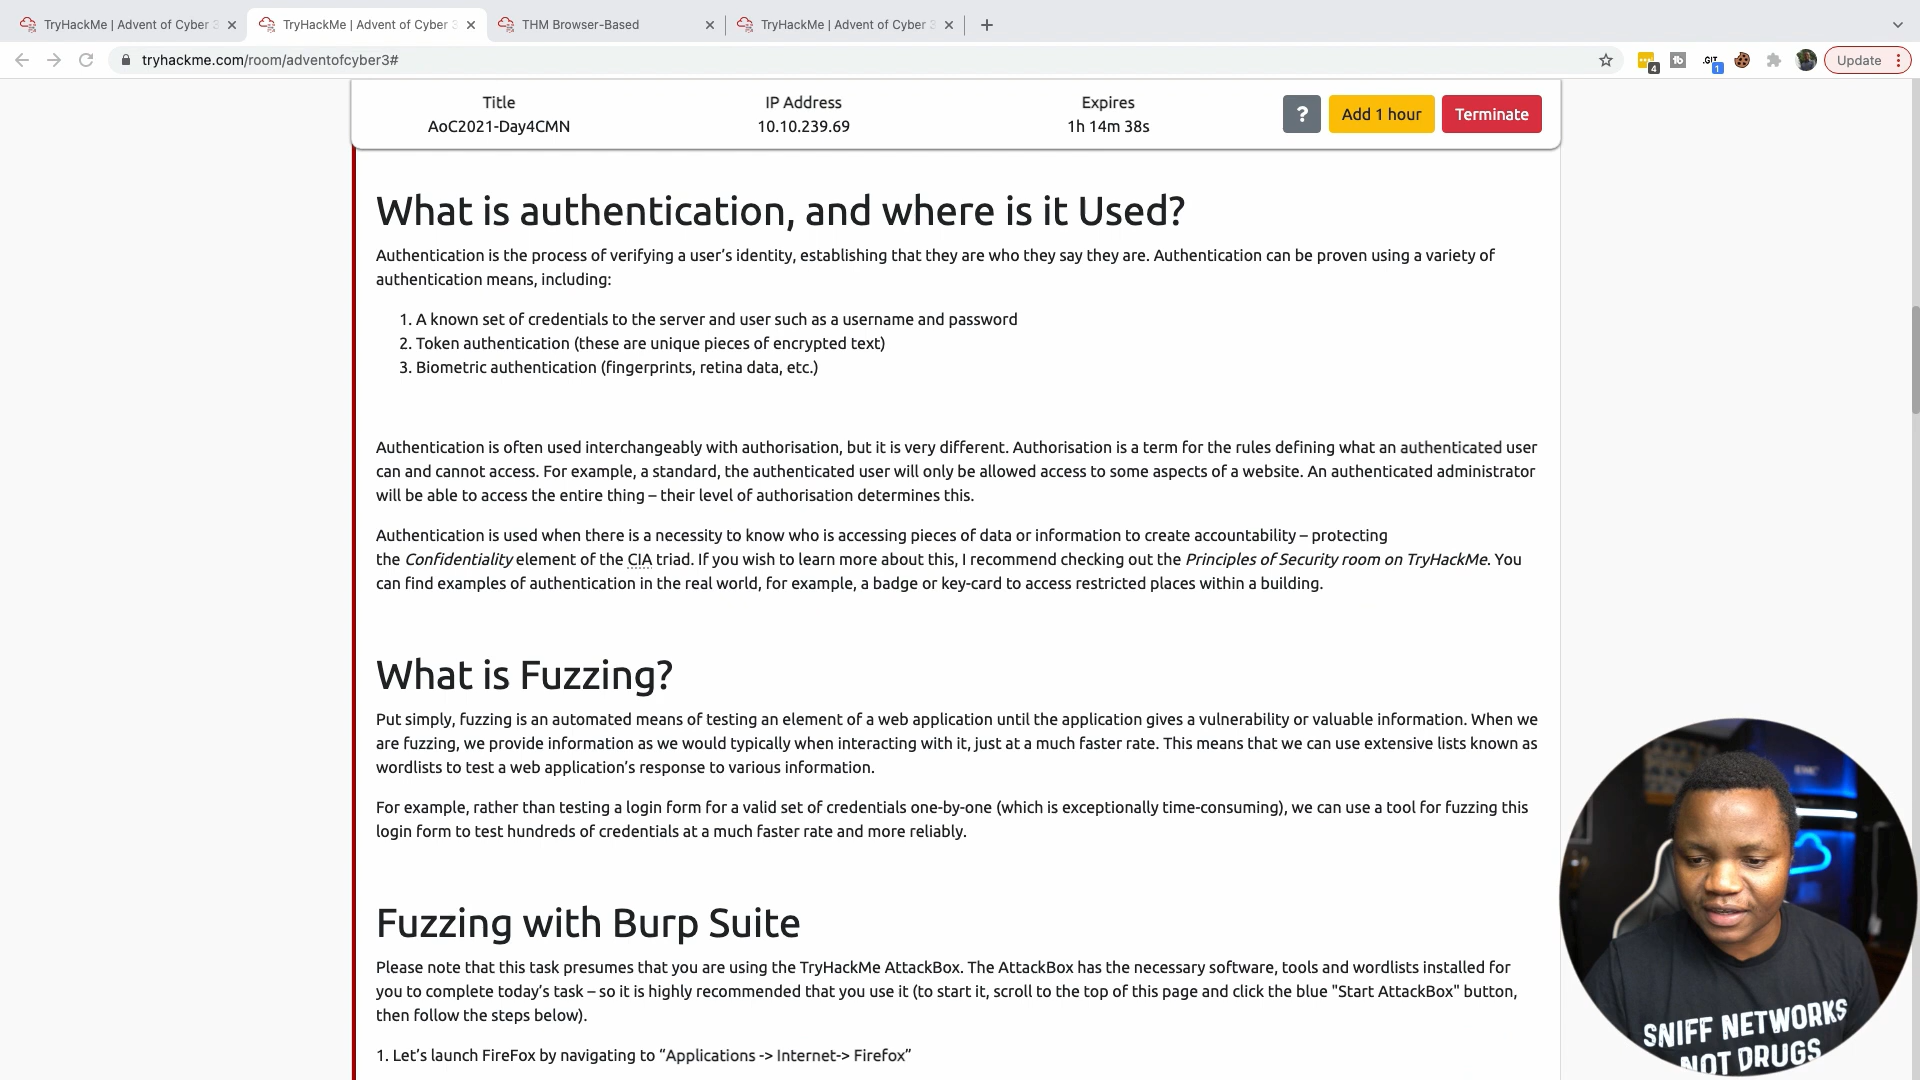 TryHackMe | Advent of Cyber 3
TryHackMe | Advent of Cyber 3
THM Browser-Based
TryHackMe | Advent of Cyber 3
tryhackme.com/room/adventofcyber3#
4
1
Update
Title
IP Address
Expires
AoC2021-Day4CMN
10.10.239.69
1h 14m 38s
?
Add 1 hour
Terminate
What is authentication, and where is it Used?
Authentication is the process of verifying a user’s identity, establishing that they are who they say they are. Authentication can be proven using a variety of
authentication means, including:
1. A known set of credentials to the server and user such as a username and password
2. Token authentication (these are unique pieces of encrypted text)
3. Biometric authentication (fingerprints, retina data, etc.)
Authentication is often used interchangeably with authorisation, but it is very different. Authorisation is a term for the rules defining what an authenticated user
can and cannot access. For example, a standard, the authenticated user will only be allowed access to some aspects of a website. An authenticated administrator
will be able to access the entire thing – their level of authorisation determines this.
Authentication is used when there is a necessity to know who is accessing pieces of data or information to create accountability – protecting
the Confidentiality element of the CIA triad. If you wish to learn more about this, I recommend checking out the Principles of Security room on TryHackMe. You
can find examples of authentication in the real world, for example, a badge or key-card to access restricted places within a building.
What is Fuzzing?
Put simply, fuzzing is an automated means of testing an element of a web application until the application gives a vulnerability or valuable information. When we
are fuzzing, we provide information as we would typically when interacting with it, just at a much faster rate. This means that we can use extensive lists known as
wordlists to test a web application’s response to various information.
For example, rather than testing a login form for a valid set of credentials one-by-one (which is exceptionally time-consuming), we can use a tool for fuzzing this
login form to test hundreds of credentials at a much faster rate and more reliably.
Fuzzing with Burp Suite
Please note that this task presumes that you are using the TryHackMe AttackBox. The AttackBox has the necessary software, tools and wordlists installed for
you to complete today’s task – so it is highly recommended that you use it (to start it, scroll to the top of this page and click the blue "Start AttackBox" button,
then follow the steps below).
1. Let’s launch FireFox by navigating to “Applications -> Internet-> Firefox”
SNIFF NETWORKS
NOT DRUGS